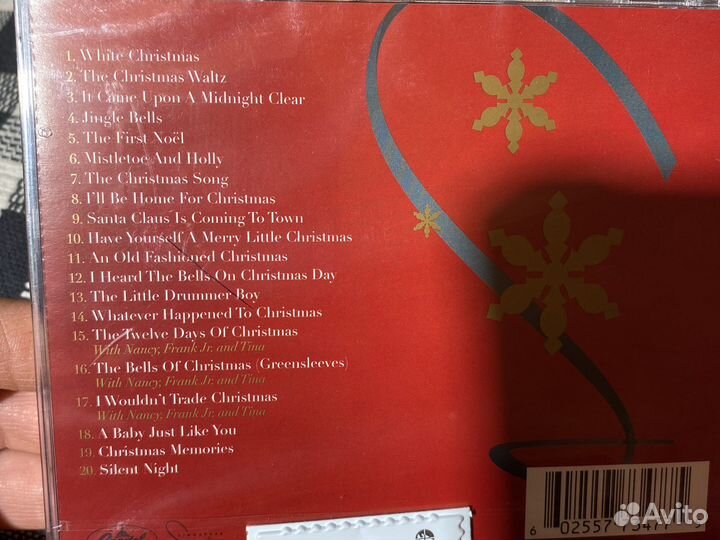 1. White Christmas
2. The Christmas Waltz
3. It Came Upon A Midnight Clear
4. Jingle Bells
5. The First Noël
6. Mistletoe And Holly
7. The Christmas Song
8. I'll Be Home For Christmas
9. Santa Claus Is Coming To Town
10. Have Yourself A Merry Little Christmas
11. An Old Fashioned Christmas
12. I Heard The Bells On Christmas Day
13. The Little Drummer Boy
14. Whatever Happened To Christmas
15. The Twelve Days Of Christmas
With Nancy, Frank Jr. and Tina
16. The Bells Of Christmas (Greensleeves)
With Nancy, Frank Jr. and Tina
17. I Wouldn't Trade Christmas
With Nancy, Frank Jr. and Tina
18. A Baby Just Like You
19. Christmas Memories
20. Silent Night
6 02557
Avito